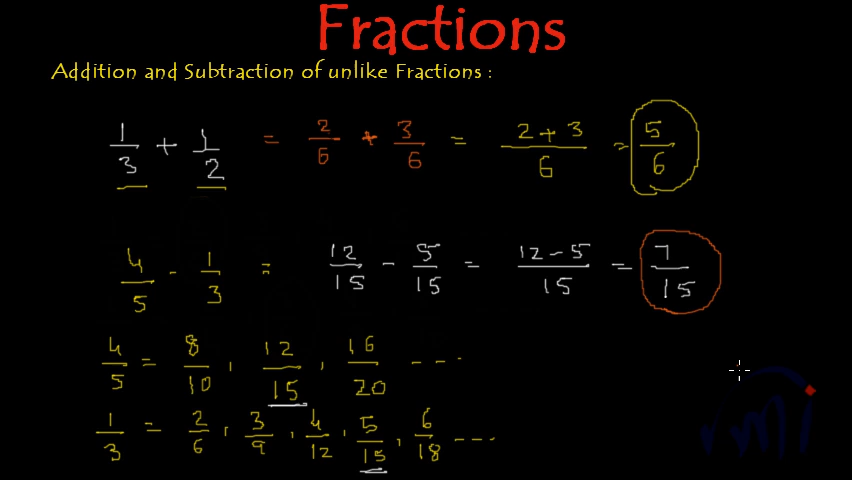 Fractions
Addition and Subtraction of unlike Fractions :
1/3 + 1/2 = 2/6 + 3/6 = 2+3/6 = 5/6
4/5 - 1/3 = 12/15 - 5/15 = 12-5/15 = 7/15
4/5 = 8/10, 12/15, 16/20 ----
1/3 = 2/6, 3/9, 4/12, 5/15, 6/18 ----